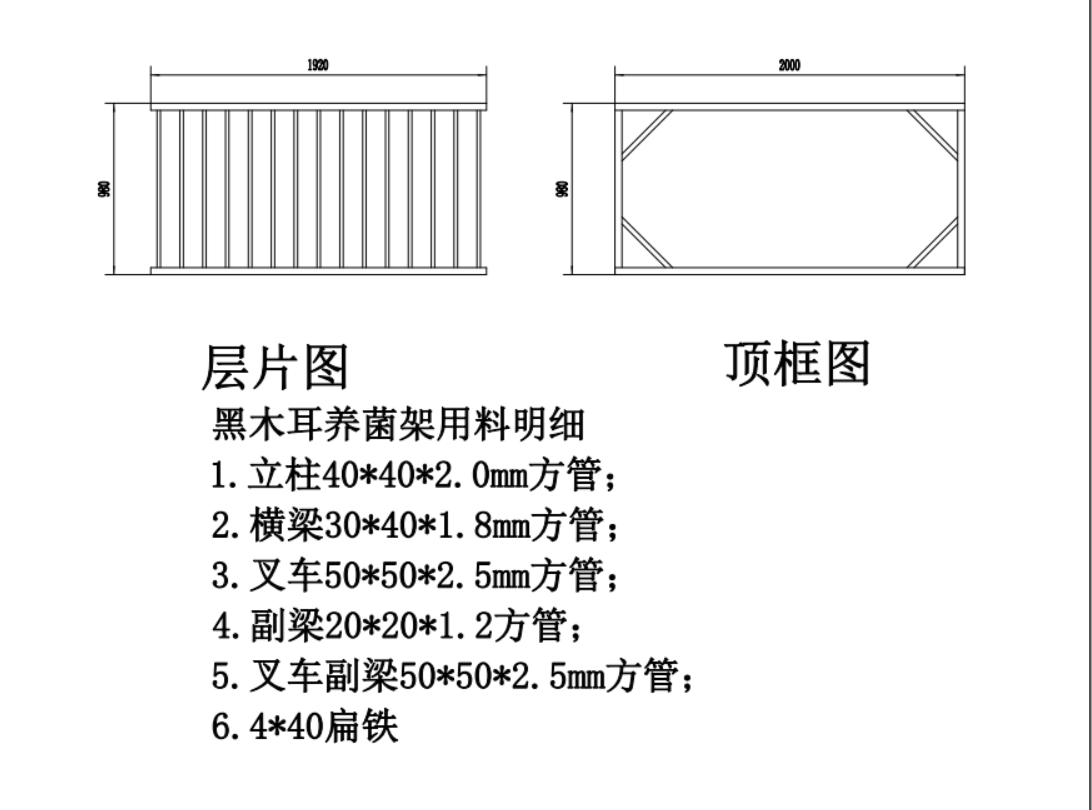 1920
2000
980
980
层片图
顶框图
黑木耳养菌架用料明细
1.立柱40*40*2.0mm方管;
2.横梁30*40*1.8mm方管;
3.叉车50*50*2.5mm方管;
4.副梁20*20*1.2方管;
5.叉车副梁50*50*2.5mm方管;
6.4*40扁铁